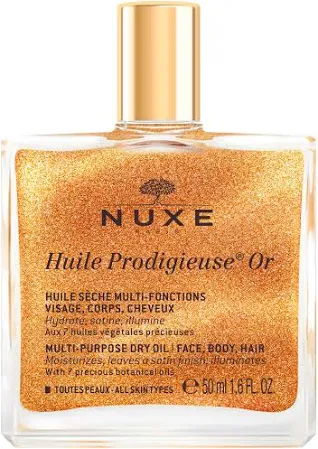 NUXE
Huile Prodigieuse® Or
HUILE SÈCHE MULTI-FONCTIONS
VISAGE, CORPS, CHEVEUX
Hydrate, satine, illumine
Aux 7 huiles végétales précieuses
MULTI-PURPOSE DRY OIL | FACE, BODY, HAIR
Moisturizes, leaves a satin finish, illuminates
With 7 precious botanical oils
TOUTES PEAUX - ALL SKIN TYPES e 50 ml 1.6 FL. OZ.